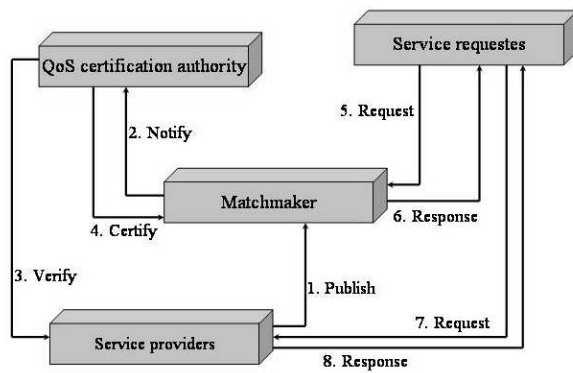 Service requestes
QoS certification authority
5. Request
2. Notify
Matchmaker
6. Response
4. Certify
3. Verify
1. Publish
7. Request
Service providers
8. Response